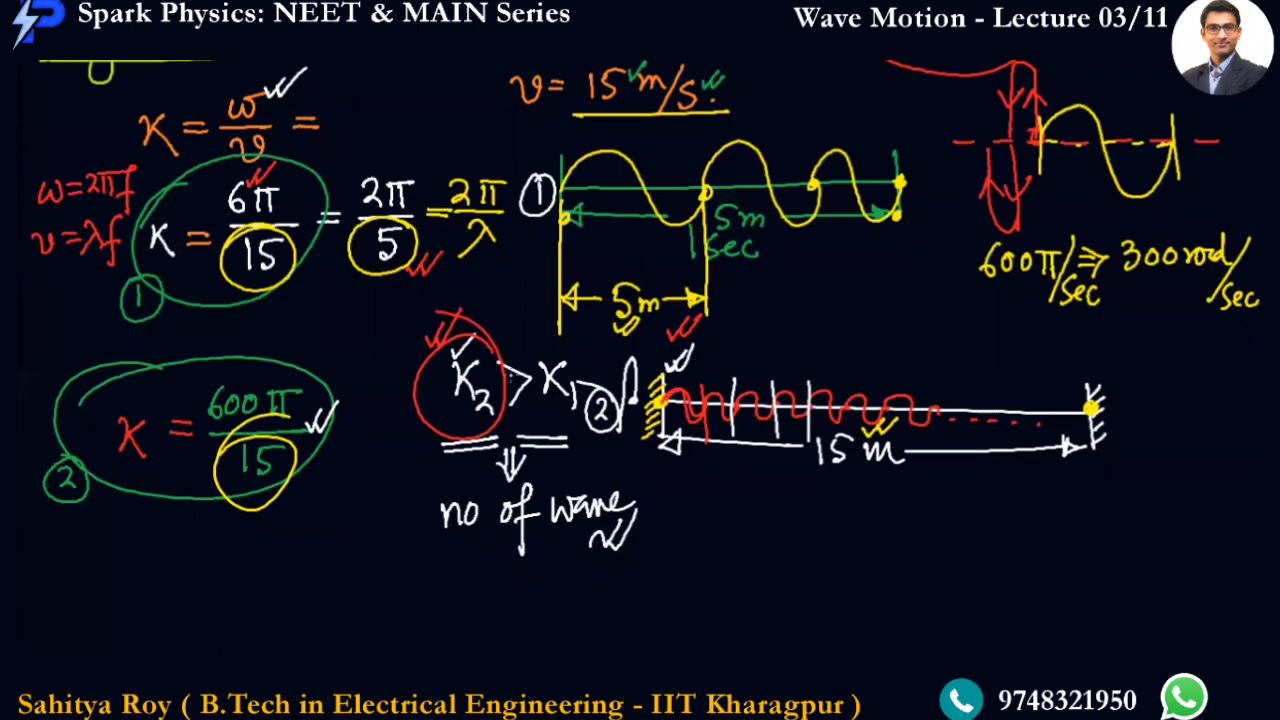 Spark Physics: NEET & MAIN Series
Wave Motion - Lecture 03/11
K = ω/v =
v = 15 m/s
ω=2πf
v=λf
K = 6π/15 = 2π/5 = 2π/λ
1
1
5m
1 sec
5m
600π/sec ⇒ 300 rod/sec
K = 600π/15
2
K2 > K1
2
15 m
no of wave
Sahitya Roy ( B.Tech in Electrical Engineering - IIT Kharagpur )
9748321950